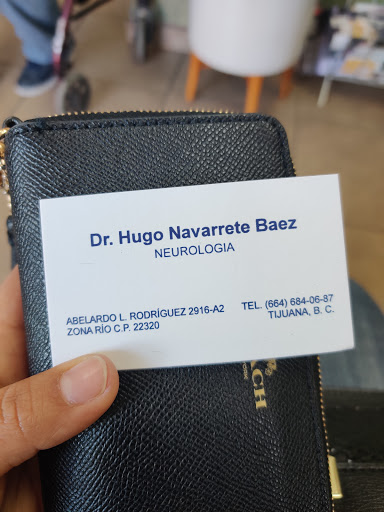 Dr. Hugo Navarrete Baez
NEUROLOGIA
ABELARDO L. RODRÍGUEZ 2916-A2
ZONA RÍO C.P. 22320
TEL. (664) 684-06-87
TIJUANA, B. C.